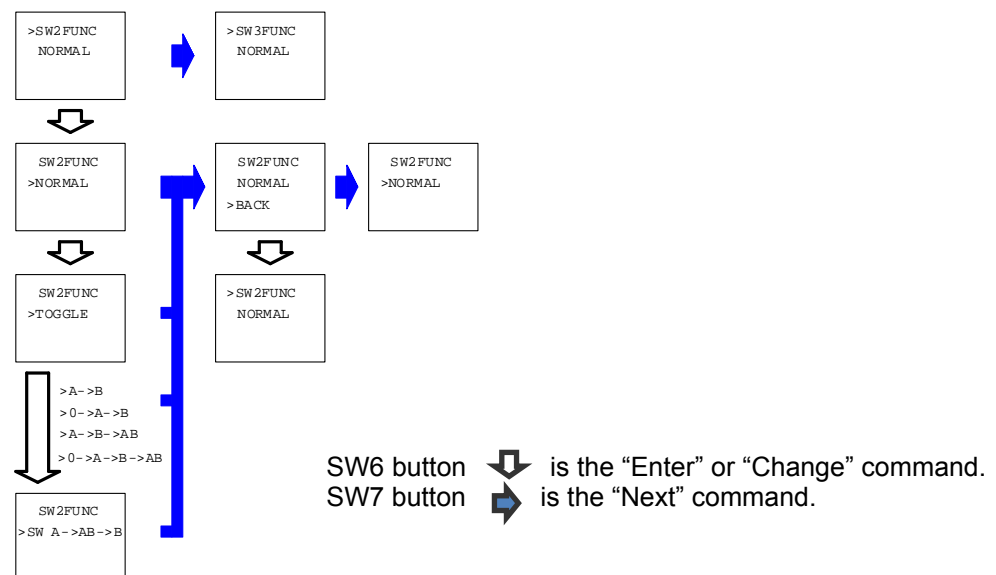 >SW2FUNC
NORMAL
>SW3FUNC
NORMAL
SW2FUNC
>NORMAL
SW2FUNC
NORMAL
>BACK
SW2FUNC
>NORMAL
SW2FUNC
>TOGGLE
>SW2FUNC
NORMAL
>A->B
>0->A->B
>A->B->AB
>0->A->B->AB
SW2FUNC
>SW A->AB->B
SW6 button is the “Enter” or “Change” command.
SW7 button is the “Next” command.